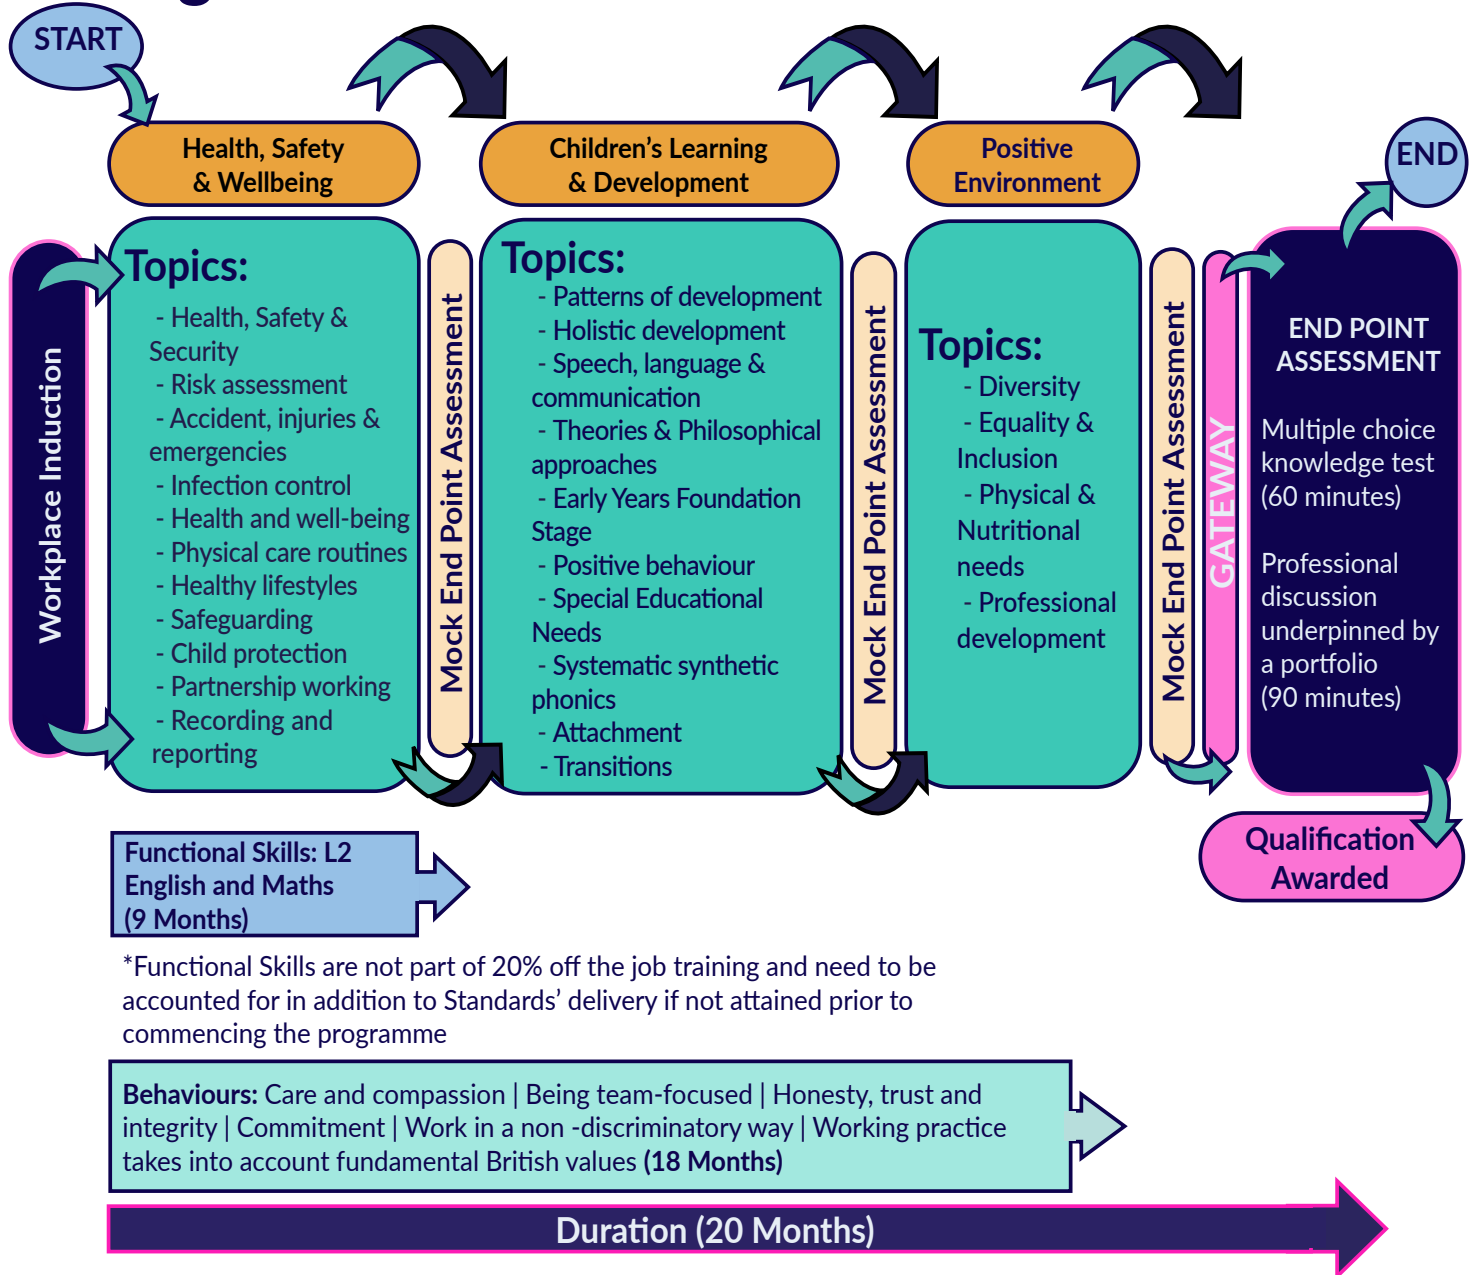 START
Health, Safety
& Wellbeing
Children’s Learning
& Development
Positive
Environment
END
Workplace Induction
Topics:
- Health, Safety &
Security
- Risk assessment
- Accident, injuries &
emergencies
- Infection control
- Health and well-being
- Physical care routines
- Healthy lifestyles
- Safeguarding
- Child protection
- Partnership working
- Recording and
reporting
Mock End Point Assessment
Topics:
- Patterns of development
- Holistic development
- Speech, language &
communication
- Theories & Philosophical
approaches
- Early Years Foundation
Stage
- Positive behaviour
- Special Educational
Needs
- Systematic synthetic
phonics
- Attachment
- Transitions
Mock End Point Assessment
Topics:
- Diversity
- Equality &
Inclusion
- Physical &
Nutritional
needs
- Professional
development
Mock End Point Assessment
GATEWAY
END POINT
ASSESSMENT
Multiple choice
knowledge test
(60 minutes)
Professional
discussion
underpinned by
a portfolio
(90 minutes)
Qualification
Awarded
Functional Skills: L2
English and Maths
(9 Months)
*Functional Skills are not part of 20% off the job training and need to be
accounted for in addition to Standards’ delivery if not attained prior to
commencing the programme
Behaviours: Care and compassion | Being team-focused | Honesty, trust and
integrity | Commitment | Work in a non -discriminatory way | Working practice
takes into account fundamental British values (18 Months)
Duration (20 Months)